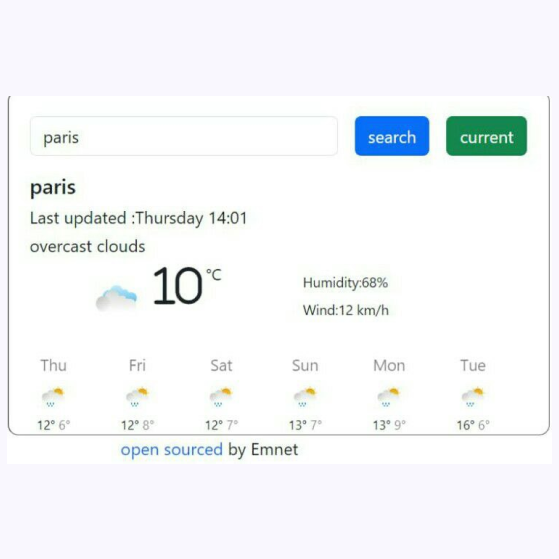 paris search current
paris
Last updated :Thursday 14:01
overcast clouds
10 °C
Humidity:68%
Wind:12 km/h
Thu Fri Sat Sun Mon Tue
12° 6° 12° 8° 12° 7° 13° 7° 13° 9° 16° 6°
open sourced by Emnet